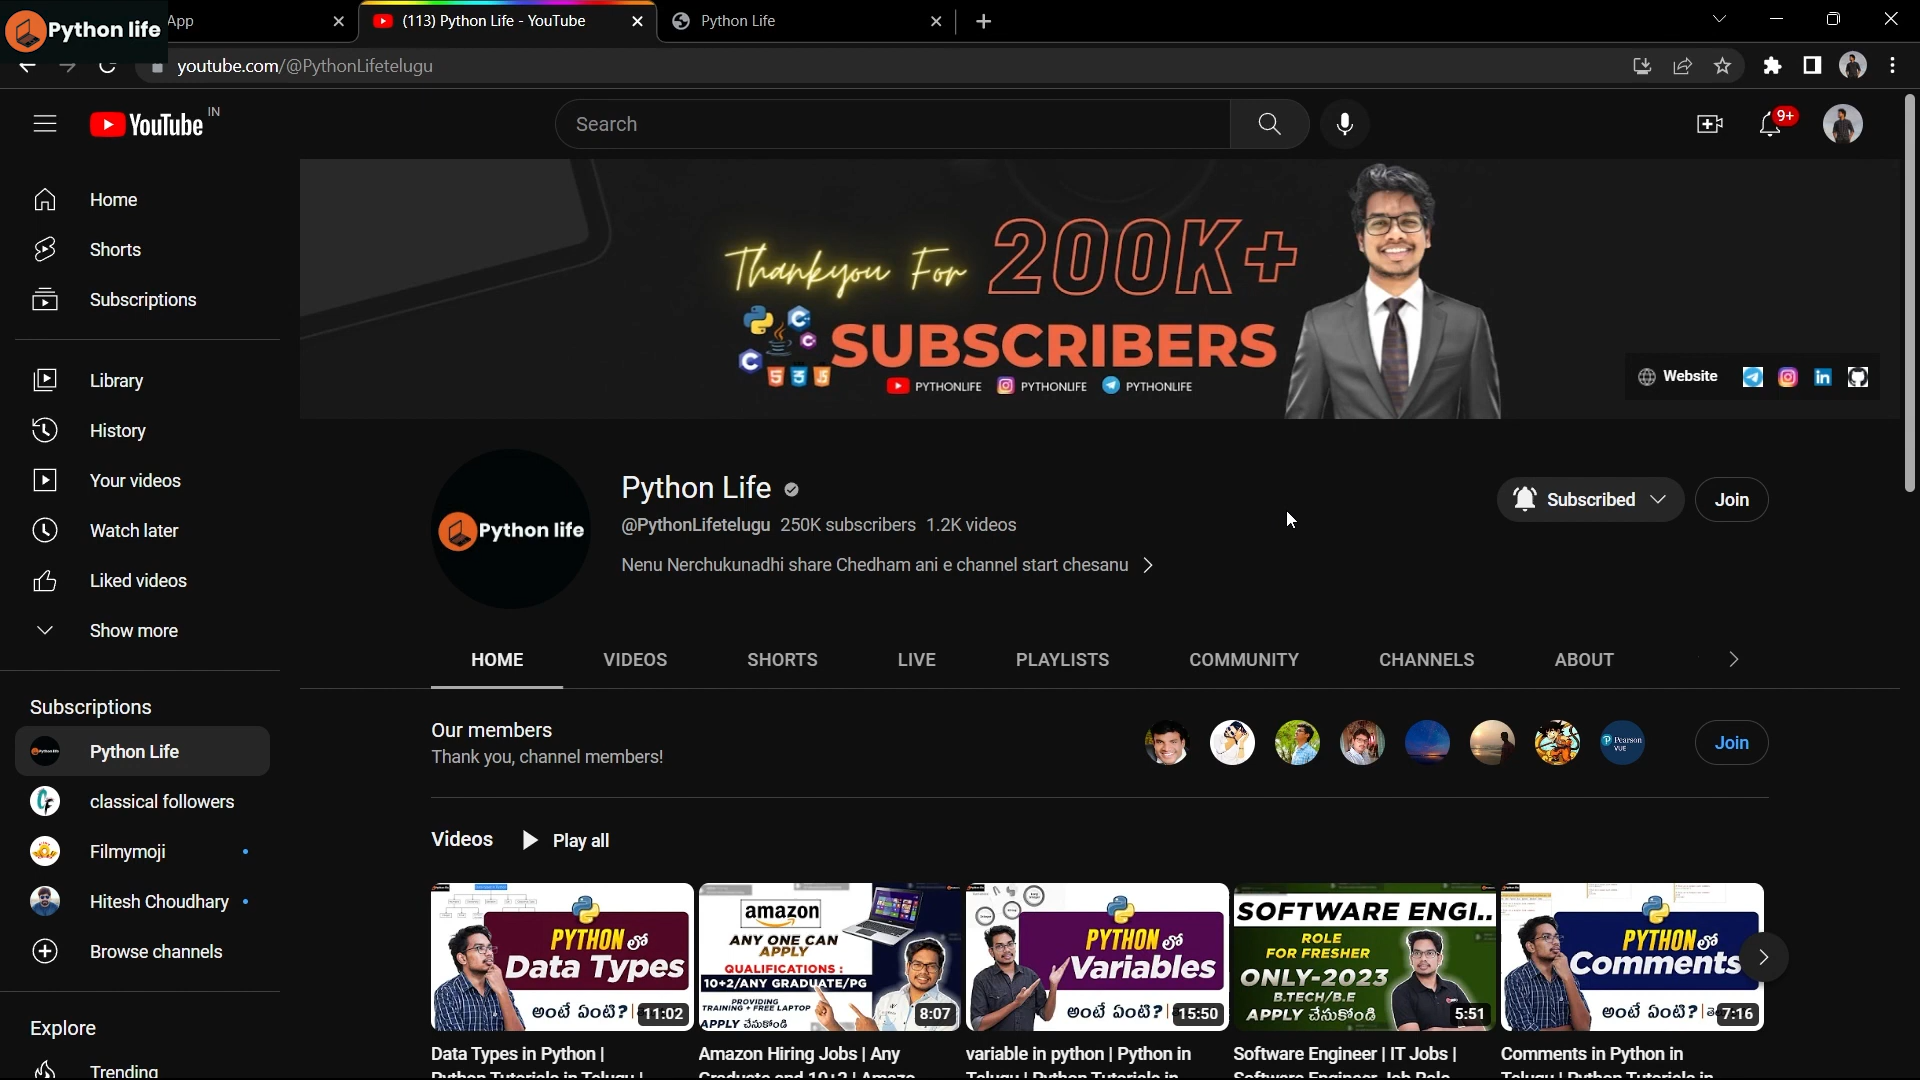 Python life
App
(113) Python Life - YouTube
Python Life
youtube.com/@PythonLifetelugu
YouTube IN
Search
9+
Home
Shorts
Subscriptions
Library
History
Your videos
Watch later
Liked videos
Show more
Subscriptions
Python Life
classical followers
Filmymoji
Hitesh Choudhary
Browse channels
Explore
Trending
Thankyou For 200K+
SUBSCRIBERS
PYTHONLIFE PYTHONLIFE PYTHONLIFE
Website
Python life
Python Life
@PythonLifetelugu 250K subscribers 1.2K videos
Nenu Nerchukunadhi share Chedham ani e channel start chesanu
Subscribed
Join
HOME VIDEOS SHORTS LIVE PLAYLISTS COMMUNITY CHANNELS ABOUT
Our members
Thank you, channel members!
Pearson
VUE
Join
Videos Play all
PYTHON లో
Data Types
అంటే ఏంటి?
11:02
amazon
ANY ONE CAN
APPLY
QUALIFICATIONS :
10+2/ANY GRADUATE/PG
PROVIDING
TRAINING + FREE LAPTOP
APPLY చేసుకోండి
8:07
PYTHON లో
Variables
అంటే ఏంటి?
15:50
SOFTWARE ENGI..
ROLE
FOR FRESHER
ONLY-2023
B.TECH/B.E
APPLY చేసుకోండి
5:51
PYTHON లో
Comments
అంటే ఏంటి?
7:16
Data Types in Python |
Python Tutorials in Telugu |
Amazon Hiring Jobs | Any
Graduate and 10+2 | Amazo
variable in python | Python in
Telugu | Python Tutorials in
Software Engineer | IT Jobs |
Software Engineer Job Role
Comments in Python in
Telugu | Python Tutorials in